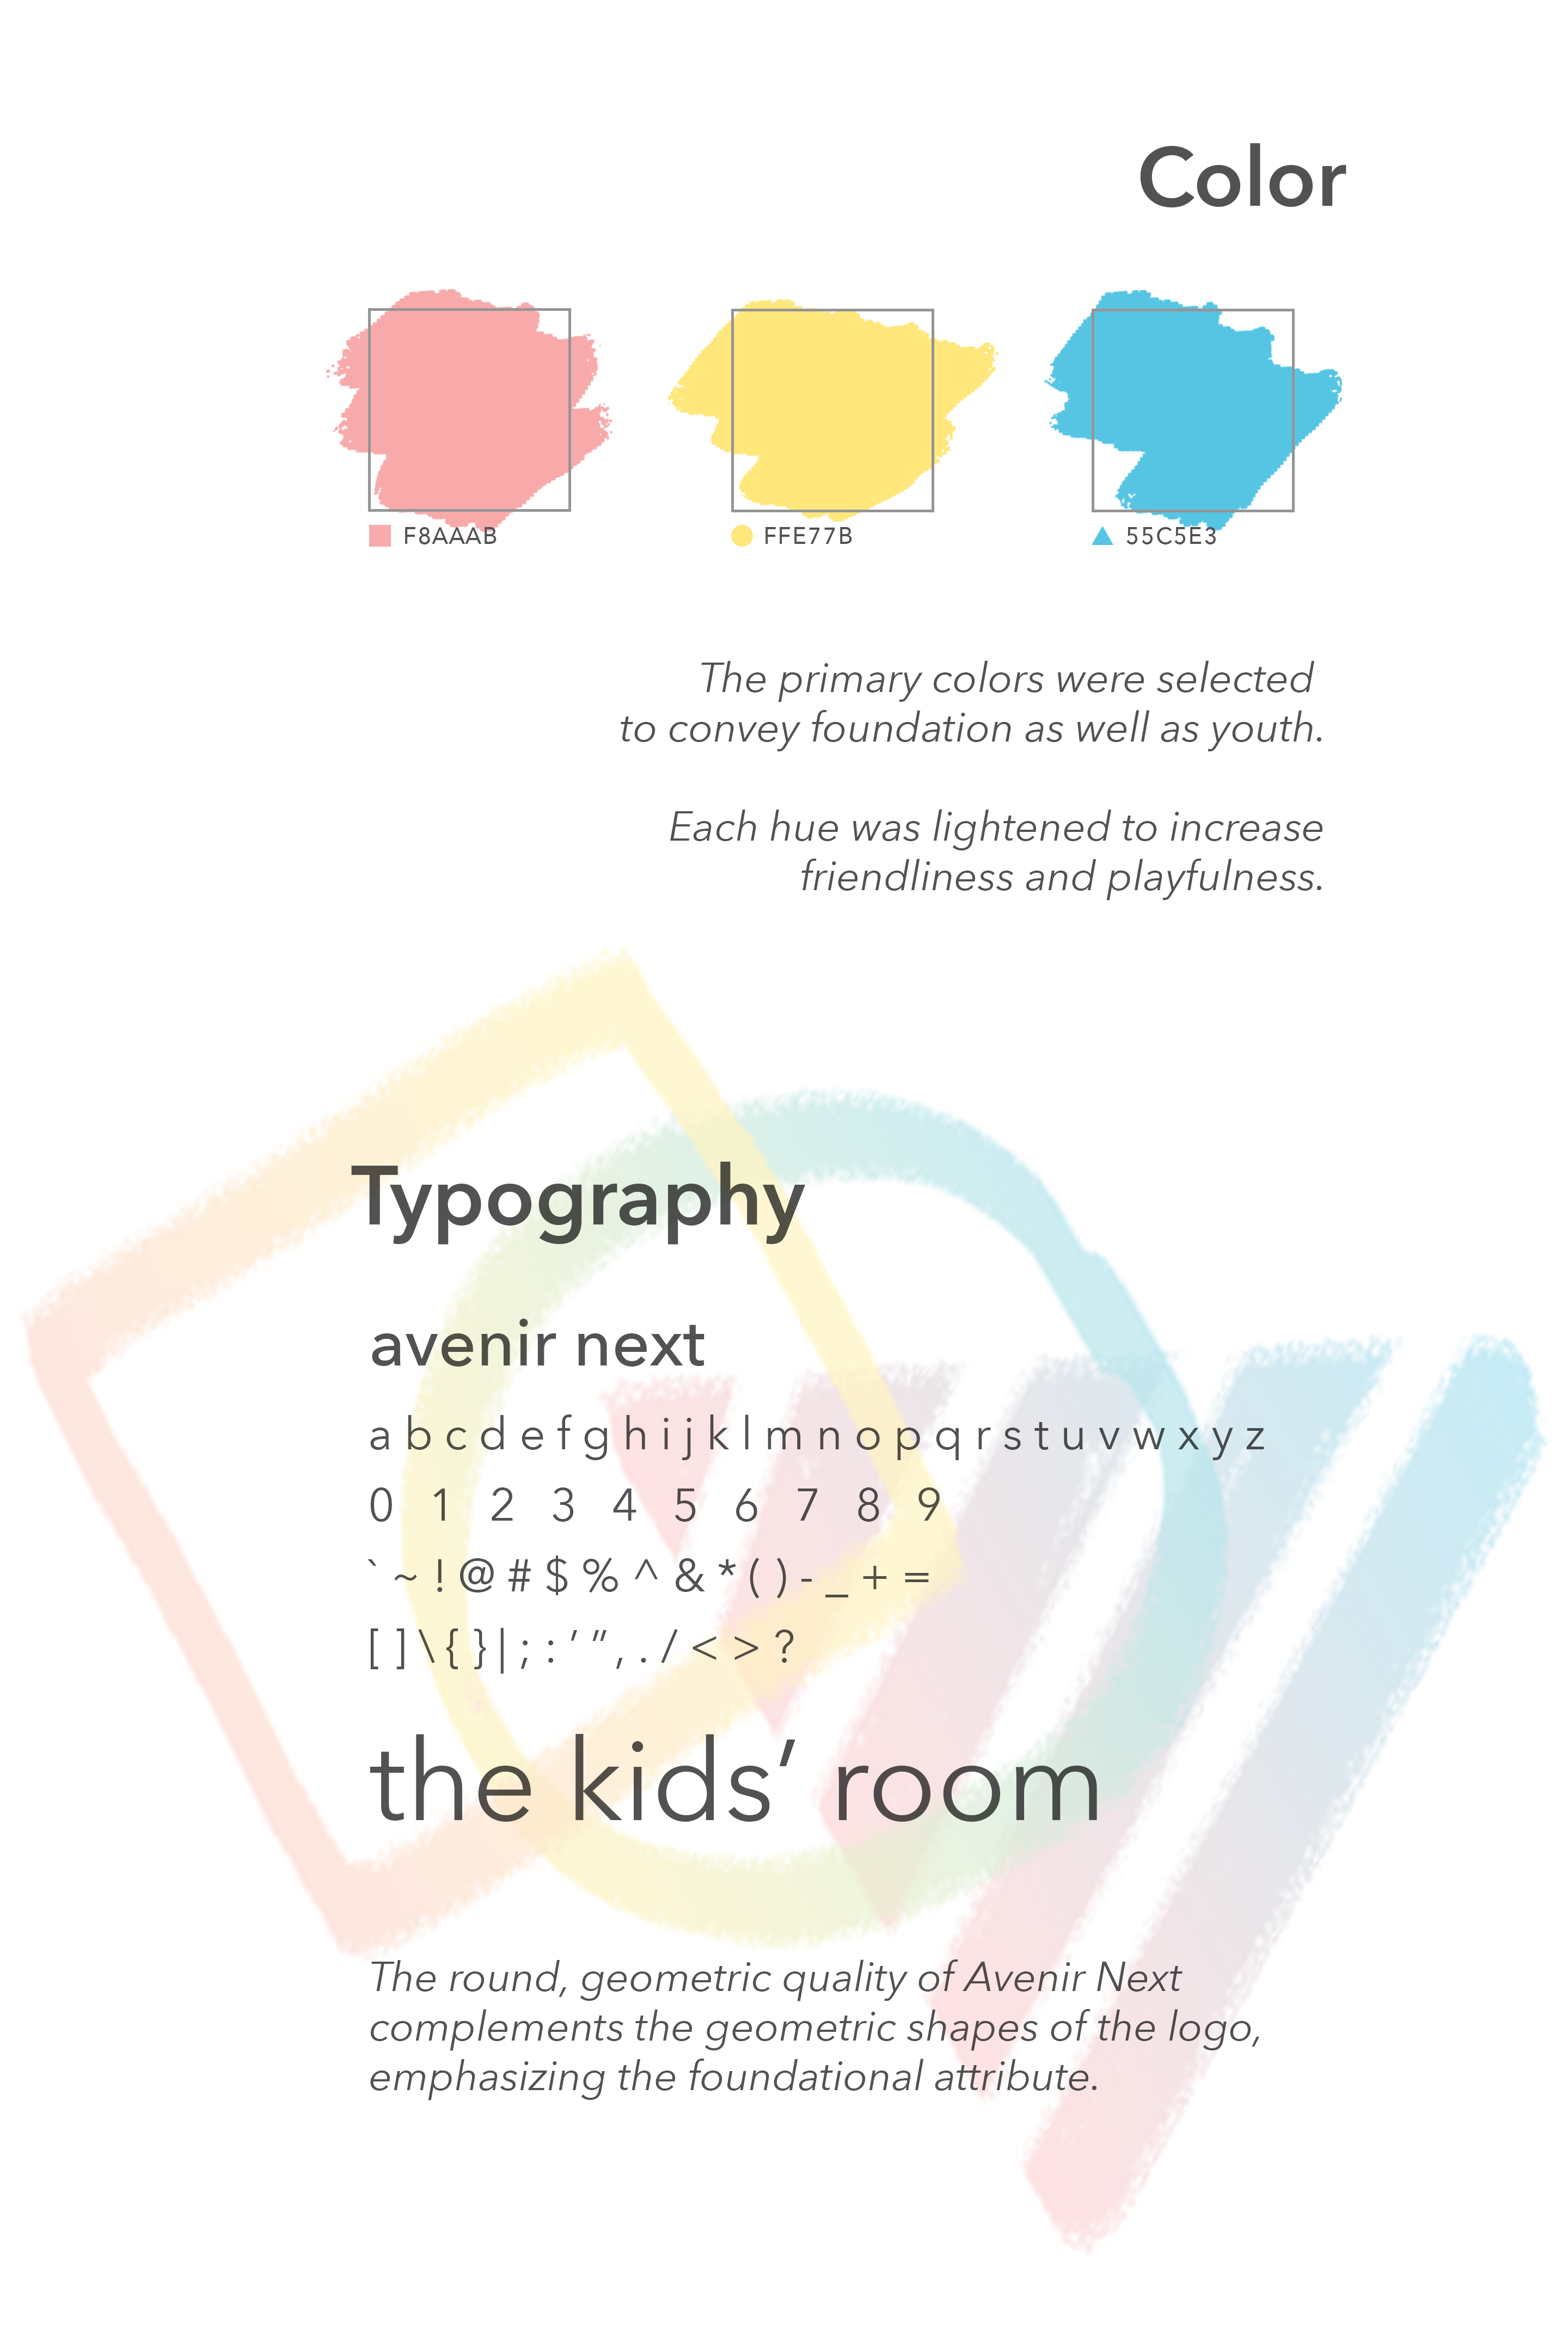 Color
F8AAAB
FFE77B
55C5E3
The primary colors were selected
to convey foundation as well as youth.
Each hue was lightened to increase
friendliness and playfulness.
Typography
avenir next
a b c d e f g h i j k l m n o p q r s t u v w x y z
0 1 2 3 4 5 6 7 8 9
` ~ ! @ # $ % ^ & * ( ) - _ + =
[ ] \ { } | ; : ’ ” , . / < > ?
the kids’ room
The round, geometric quality of Avenir Next
complements the geometric shapes of the logo,
emphasizing the foundational attribute.